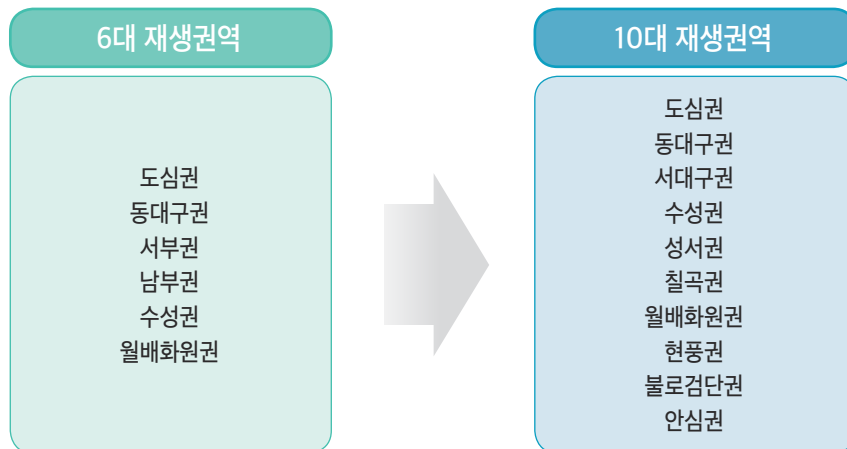 6대 재생권역
도심권
동대구권
서부권
남부권
수성권
월배화원권
10대 재생권역
도심권
동대구권
서대구권
수성권
성서권
칠곡권
월배화원권
현풍권
불로검단권
안심권